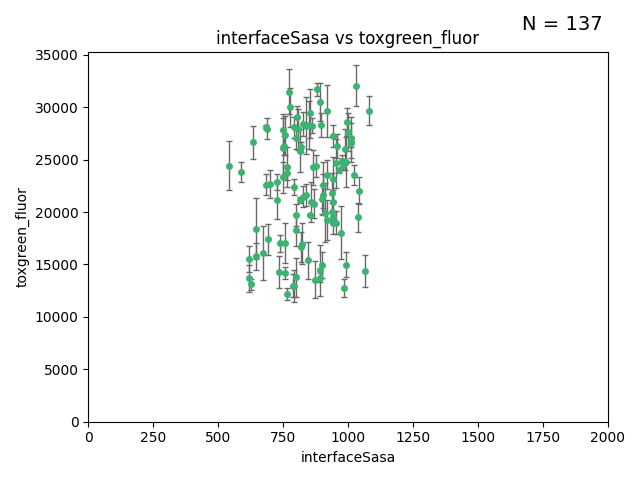 N = 137
interfaceSasa vs toxgreen_fluor
35000
30000
25000
20000
15000
10000
5000
0
toxgreen_fluor
0 250 500 750 1000 1250 1500 1750 2000
interfaceSasa